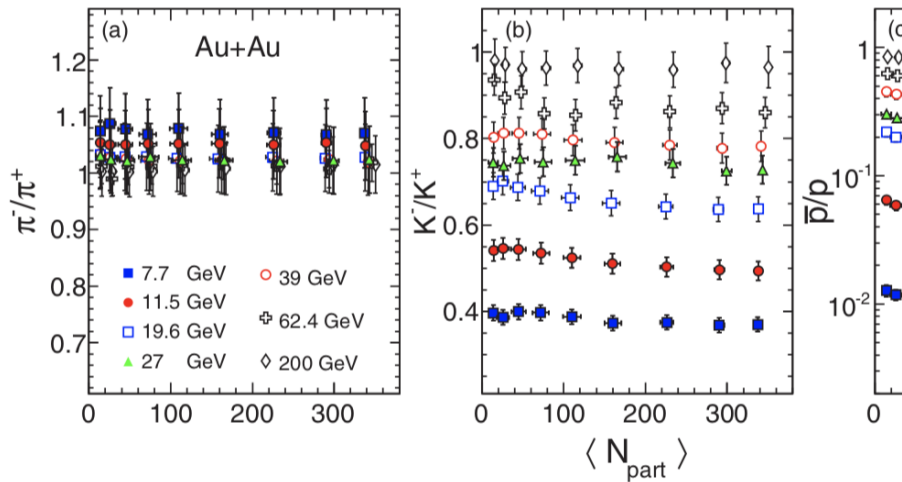 (a)
Au+Au
π⁻/π⁺
1.2
1.1
1
0.9
0.8
0.7
0
100
200
300
7.7 GeV
11.5 GeV
19.6 GeV
27 GeV
39 GeV
62.4 GeV
200 GeV
(b)
K⁻/K⁺
1
0.8
0.6
0.4
0
100
200
300
⟨ N_part ⟩
(c
p̅/p
1
10⁻¹
10⁻²
0